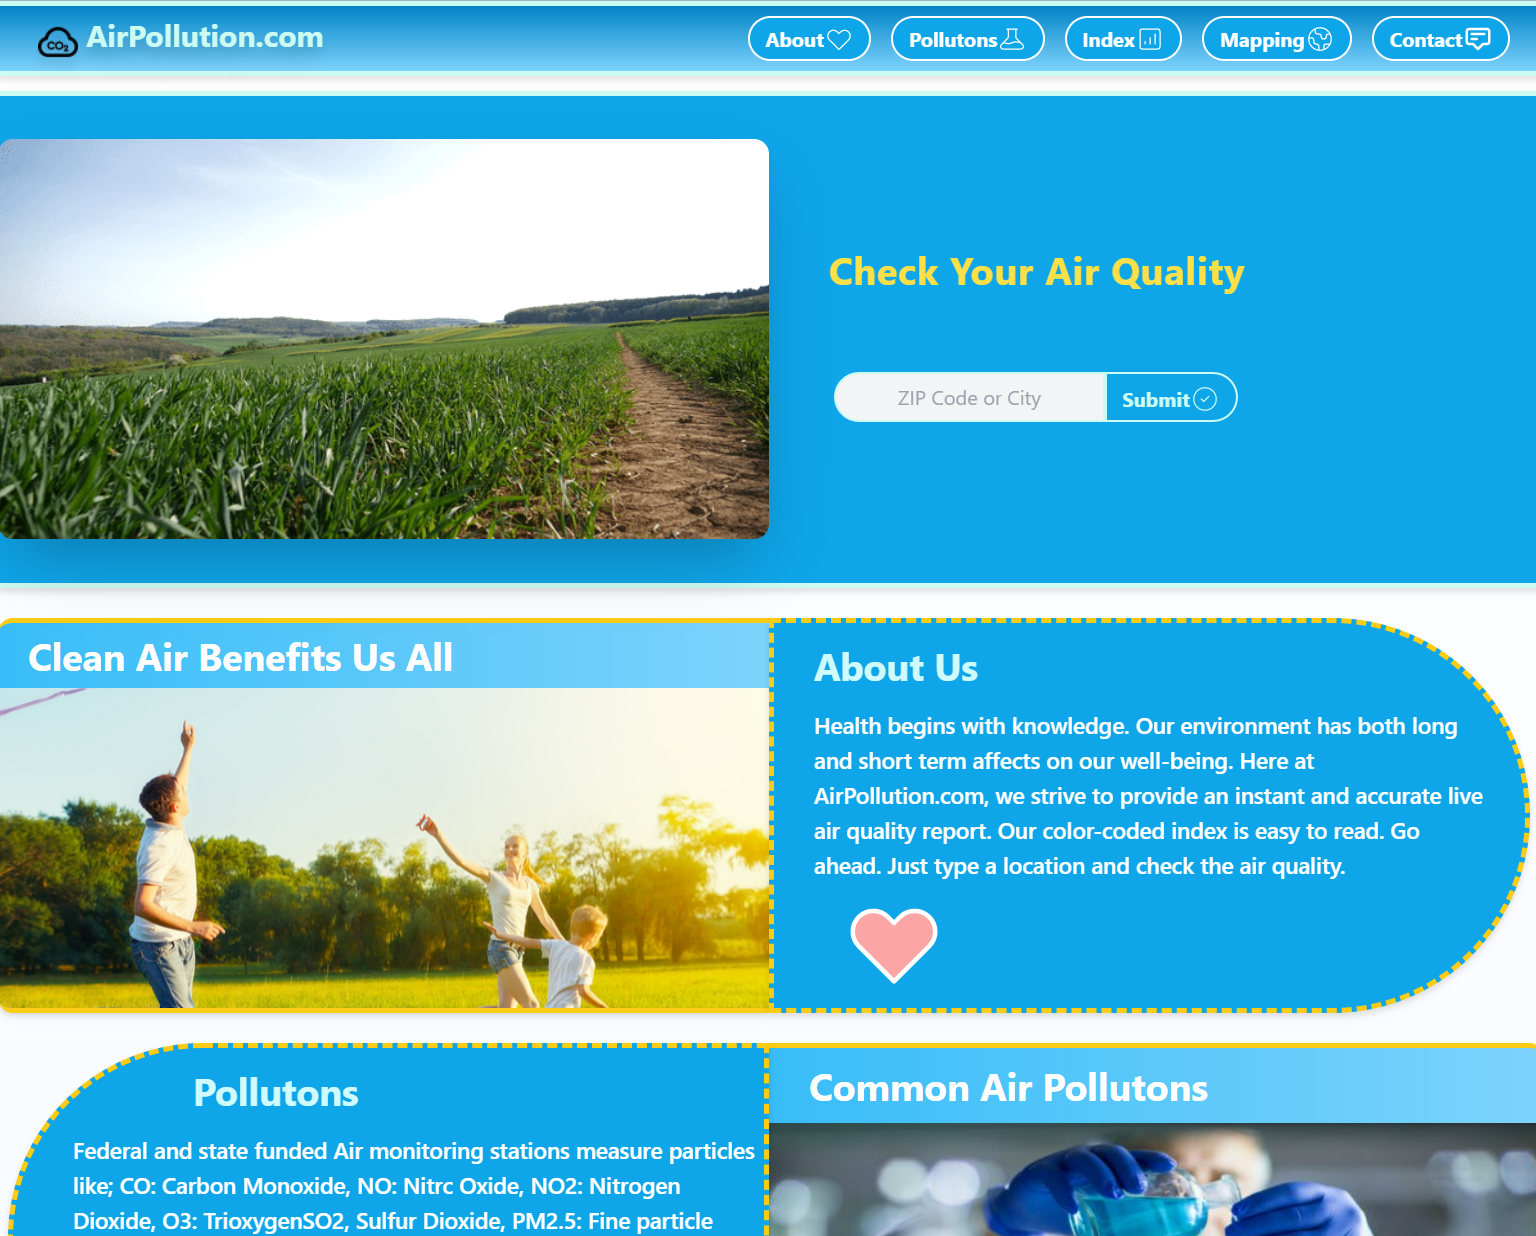 CO₂ AirPollution.com
About Pollutons Index Mapping Contact
Check Your Air Quality
ZIP Code or City Submit
Clean Air Benefits Us All
About Us
Health begins with knowledge. Our environment has both long
and short term affects on our well-being. Here at
AirPollution.com, we strive to provide an instant and accurate live
air quality report. Our color-coded index is easy to read. Go
ahead. Just type a location and check the air quality.
Pollutons
Federal and state funded Air monitoring stations measure particles
like; CO: Carbon Monoxide, NO: Nitrc Oxide, NO2: Nitrogen
Dioxide, O3: TrioxygenSO2, Sulfur Dioxide, PM2.5: Fine particle
Common Air Pollutons